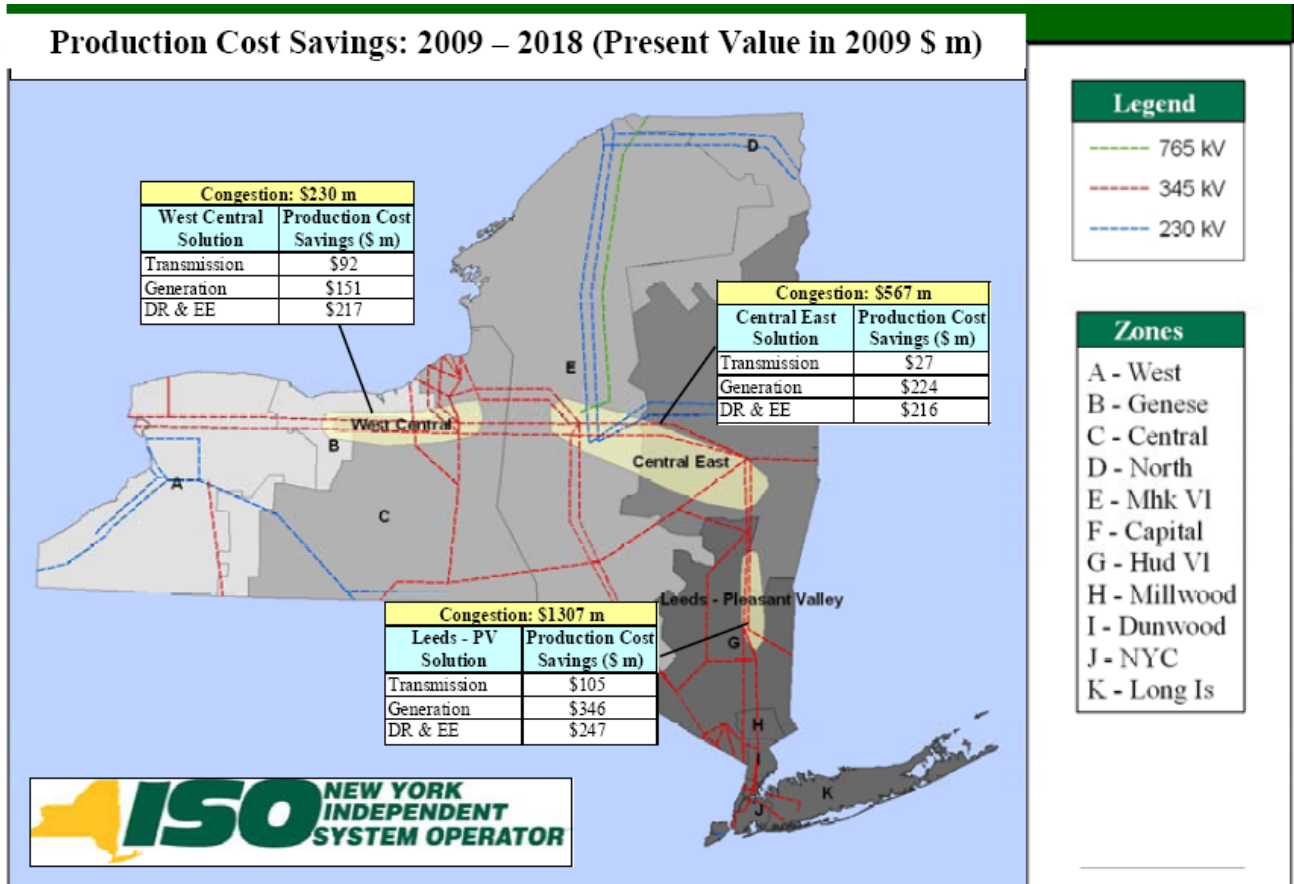 Production Cost Savings: 2009 – 2018 (Present Value in 2009 $ m)
Legend
765 kV
345 kV
230 kV
D
Congestion: $230 m
West Central Solution Production Cost Savings ($ m)
Transmission $92
Generation $151
DR & EE $217
Congestion: $567 m
Central East Solution Production Cost Savings ($ m)
Transmission $27
Generation $224
DR & EE $216
Zones
A - West
B - Genese
C - Central
D - North
E - Mhk Vl
F - Capital
G - Hud Vl
H - Millwood
I - Dunwood
J - NYC
K - Long Is
E
West Central
B
Central East
A
C
Leeds - Pleasant Valley
G
Congestion: $1307 m
Leeds - PV Solution Production Cost Savings ($ m)
Transmission $105
Generation $346
DR & EE $247
H
I
K
J
ISO NEW YORK
INDEPENDENT
SYSTEM OPERATOR